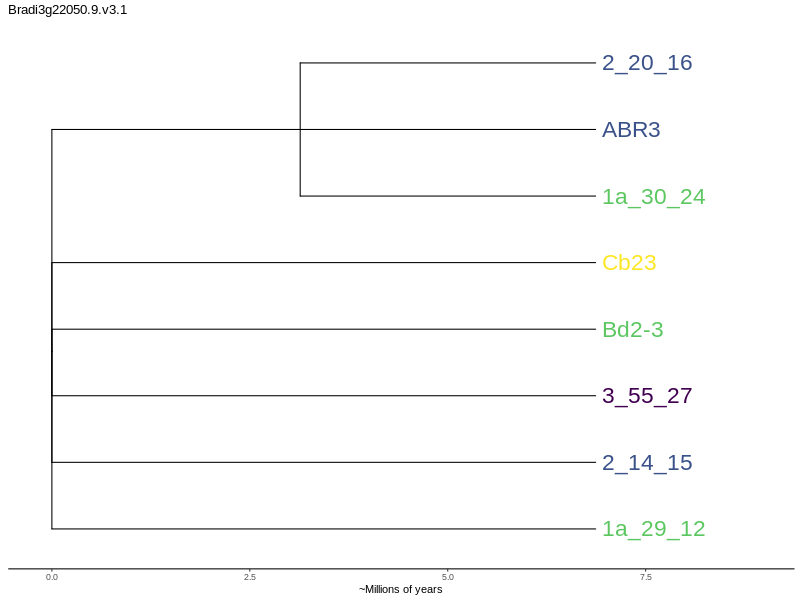 Bradi3g22050.9.v3.1
2_20_16
ABR3
1a_30_24
Cb23
Bd2-3
3_55_27
2_14_15
1a_29_12
0.0 2.5 5.0 7.5
~Millions of years